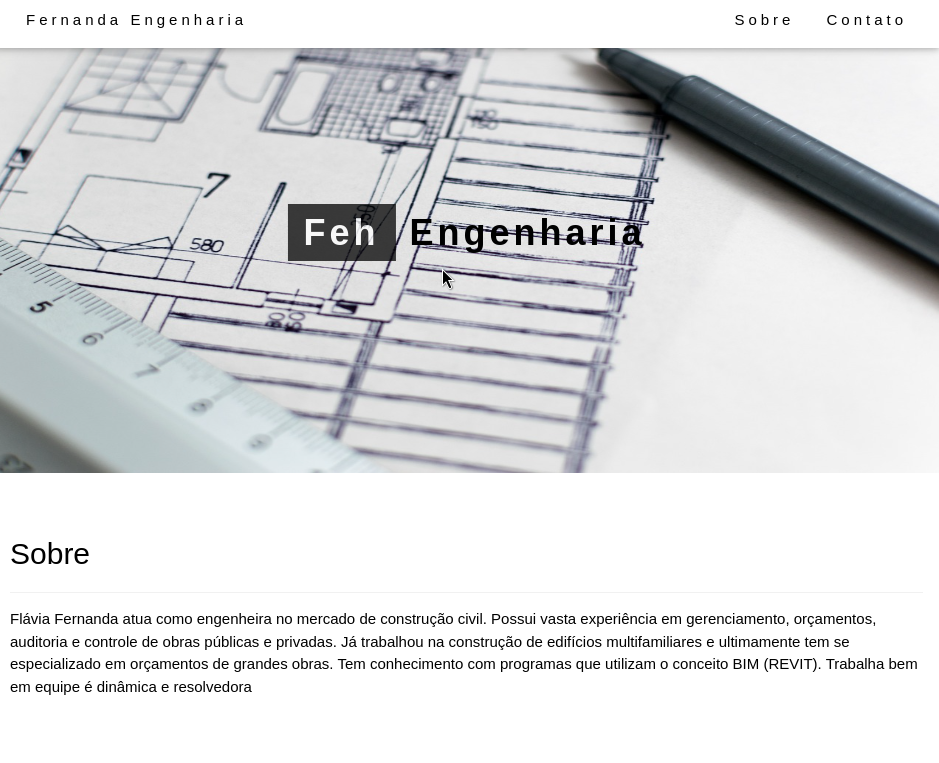 Fernanda Engenharia
Sobre Contato
7
580
Feh Engenharia
5
6
7
8
9
Sobre
Flávia Fernanda atua como engenheira no mercado de construção civil. Possui vasta experiência em gerenciamento, orçamentos,
auditoria e controle de obras públicas e privadas. Já trabalhou na construção de edifícios multifamiliares e ultimamente tem se
especializado em orçamentos de grandes obras. Tem conhecimento com programas que utilizam o conceito BIM (REVIT). Trabalha bem
em equipe é dinâmica e resolvedora